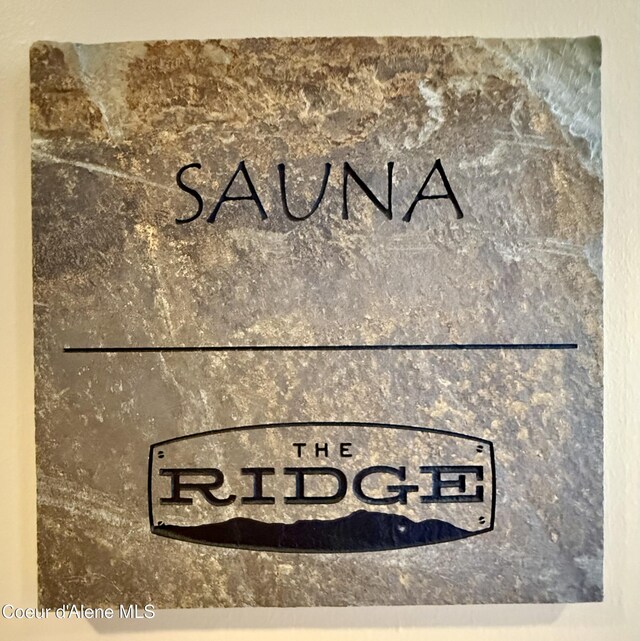 SAUNA
THE
RIDGE
Coeur d'Alene MLS